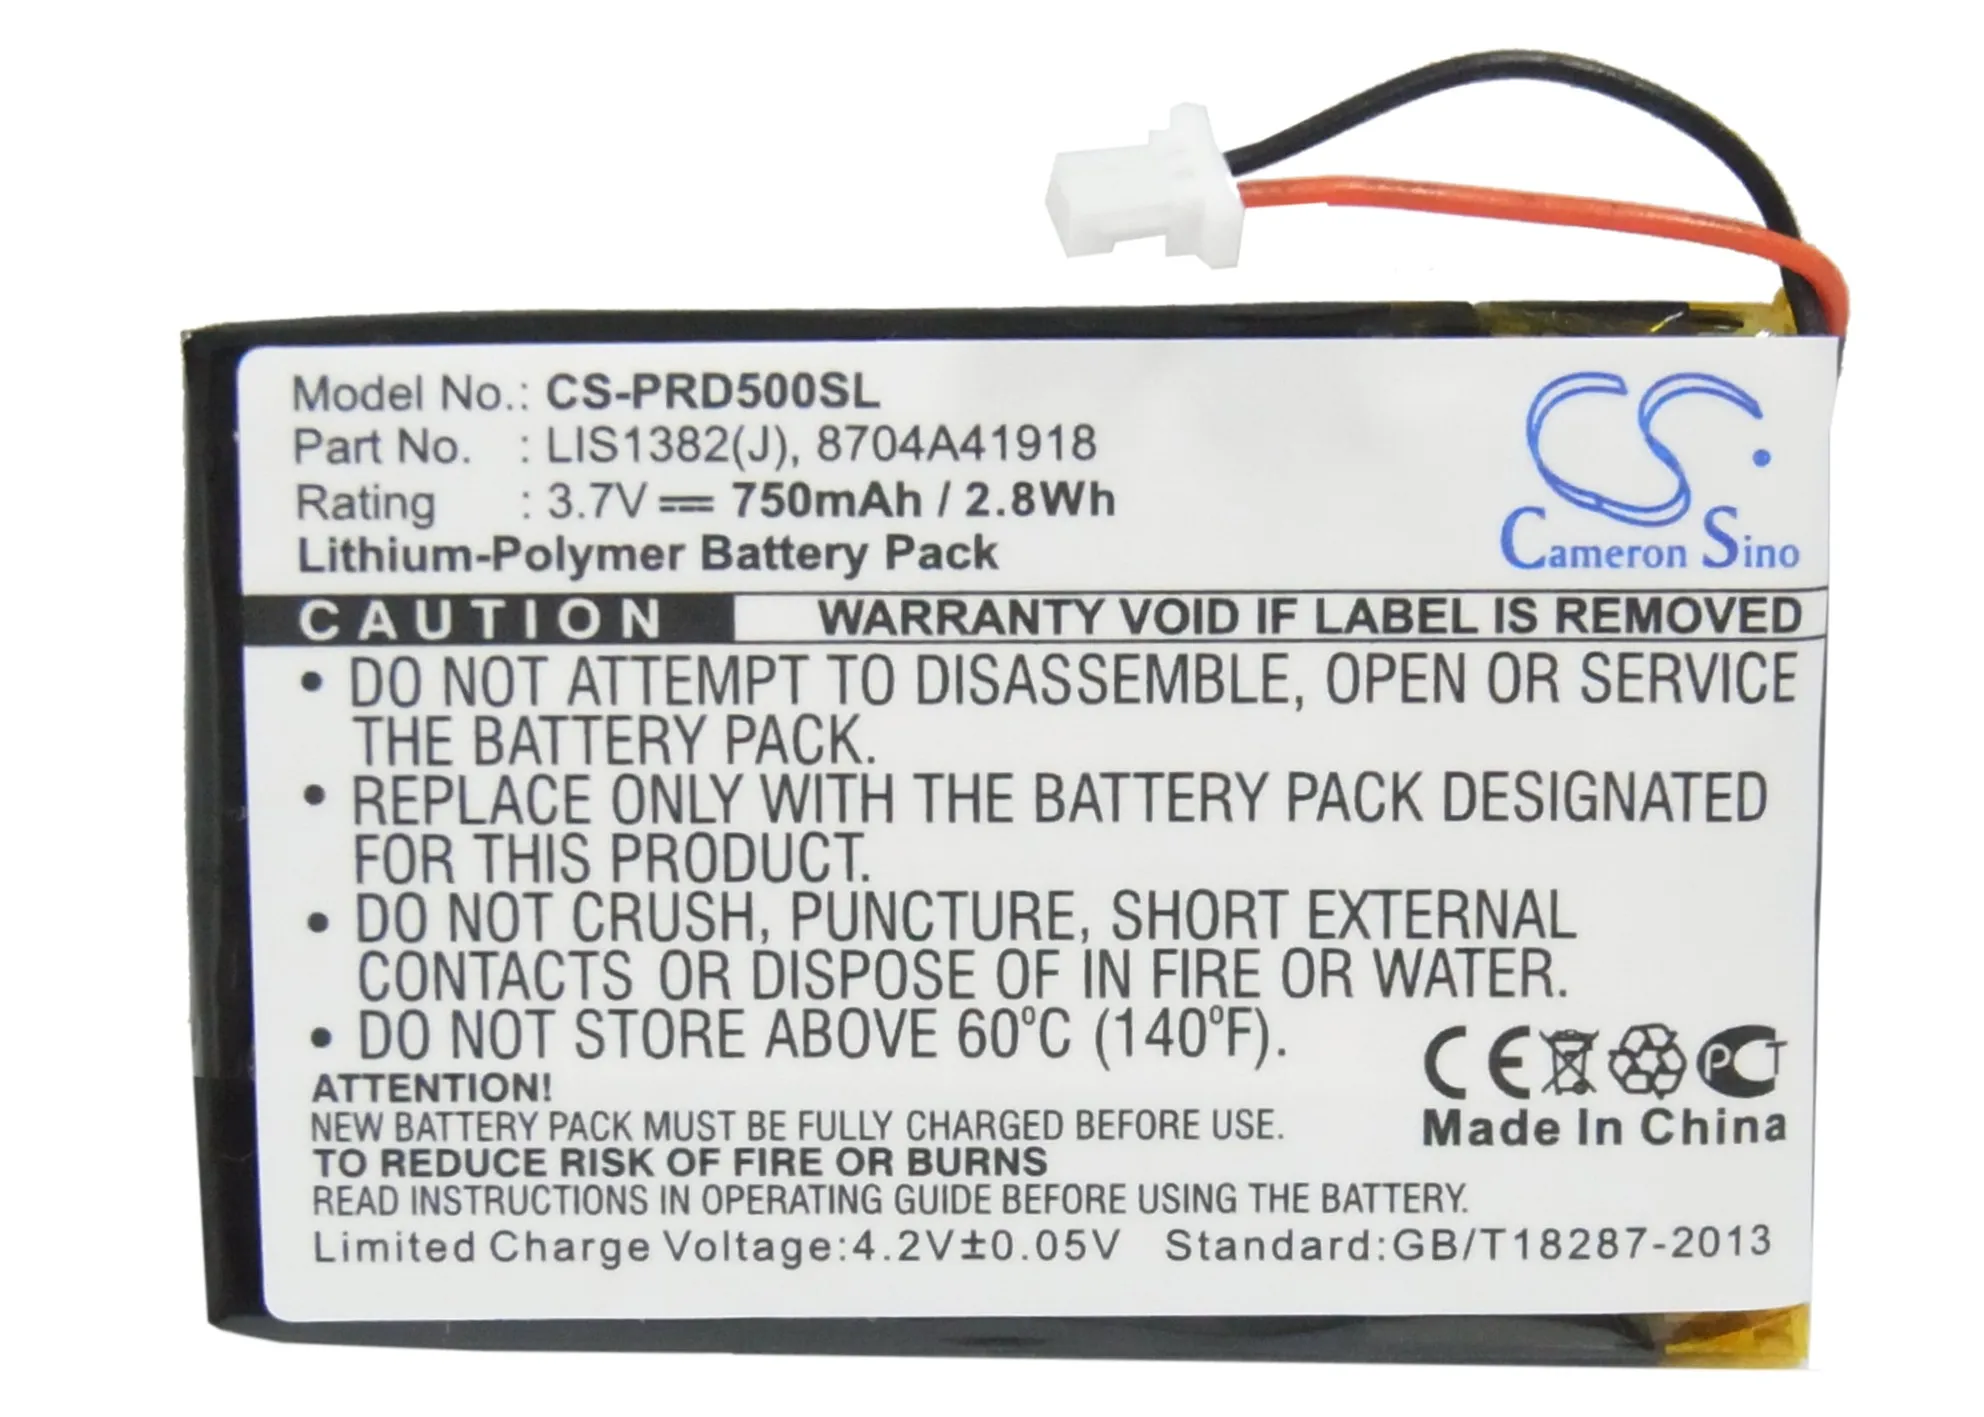 Model No.: CS-PRD500SL
Part No. : LIS1382(J), 8704A41918
Rating : 3.7V 750mAh / 2.8Wh
Lithium-Polymer Battery Pack
CS
Cameron Sino
CAUTION WARRANTY VOID IF LABEL IS REMOVED
• DO NOT ATTEMPT TO DISASSEMBLE, OPEN OR SERVICE
THE BATTERY PACK.
• REPLACE ONLY WITH THE BATTERY PACK DESIGNATED
FOR THIS PRODUCT.
• DO NOT CRUSH, PUNCTURE, SHORT EXTERNAL
CONTACTS OR DISPOSE OF IN FIRE OR WATER.
• DO NOT STORE ABOVE 60°C (140°F).
CE PCT
Made In China
ATTENTION!
NEW BATTERY PACK MUST BE FULLY CHARGED BEFORE USE.
TO REDUCE RISK OF FIRE OR BURNS
READ INSTRUCTIONS IN OPERATING GUIDE BEFORE USING THE BATTERY.
Limited Charge Voltage:4.2V±0.05V Standard:GB/T18287-2013